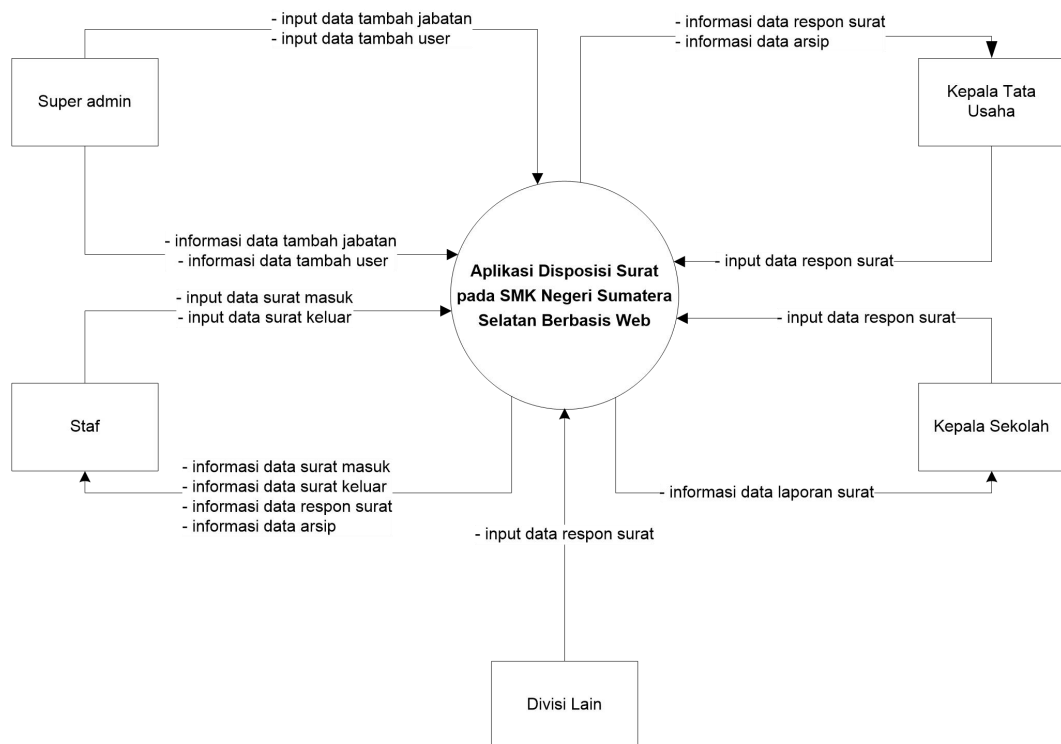 - input data tambah jabatan
- input data tambah user
- informasi data respon surat
- informasi data arsip
Super admin
Kepala Tata
Usaha
- informasi data tambah jabatan
- informasi data tambah user
- input data respon surat
Aplikasi Disposisi Surat
pada SMK Negeri Sumatera
Selatan Berbasis Web
- input data surat masuk
- input data surat keluar
- input data respon surat
Staf
Kepala Sekolah
- informasi data surat masuk
- informasi data surat keluar
- informasi data respon surat
- informasi data arsip
- informasi data laporan surat
- input data respon surat
Divisi Lain